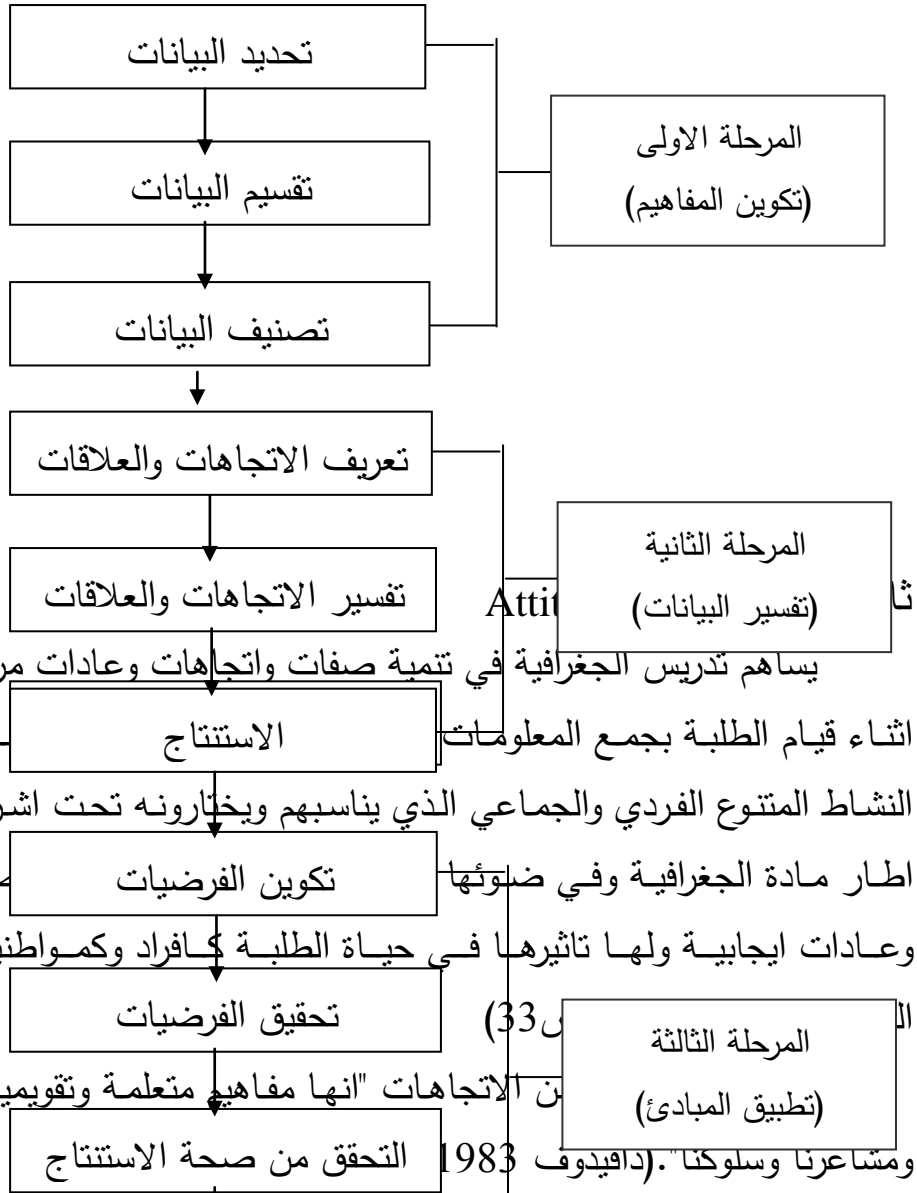 تحديد البيانات
المرحلة الاولى
(تكوين المفاهيم)
تقسيم البيانات
تصنيف البيانات
تعريف الاتجاهات والعلاقات
المرحلة الثانية
(تفسير البيانات)
تفسير الاتجاهات والعلاقات
يساهم تدريس الجغرافية في تنمية صفات واتجاهات وعادات
اثناء قيام الطلبة بجمع المعلومات
الاستنتاج
النشاط المتنوع الفردي والجماعي الذي يناسبهم ويختارونه تحت
اطار مادة الجغرافية وفي ضوئها
تكوين الفرضيات
وعادات ايجابية ولها تاثيرها في حياة الطلبة كافراد
تحقيق الفرضيات
33)
المرحلة الثالثة
(تطبيق المبادئ)
الاتجاهات "انها مفاهيم متعلمة
التحقق من صحة الاستنتاج
ومشاعرنا وسلوكنا".(دافيدوف 1983